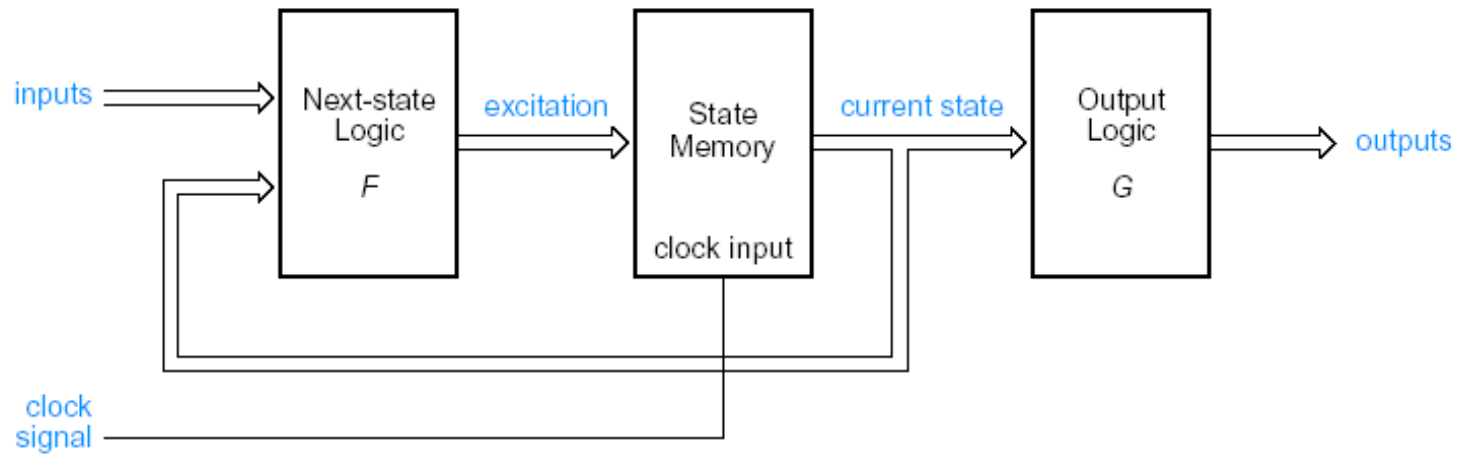 inputs
Next-state
Logic
F
excitation
State
Memory
clock input
current state
Output
Logic
G
outputs
clock
signal